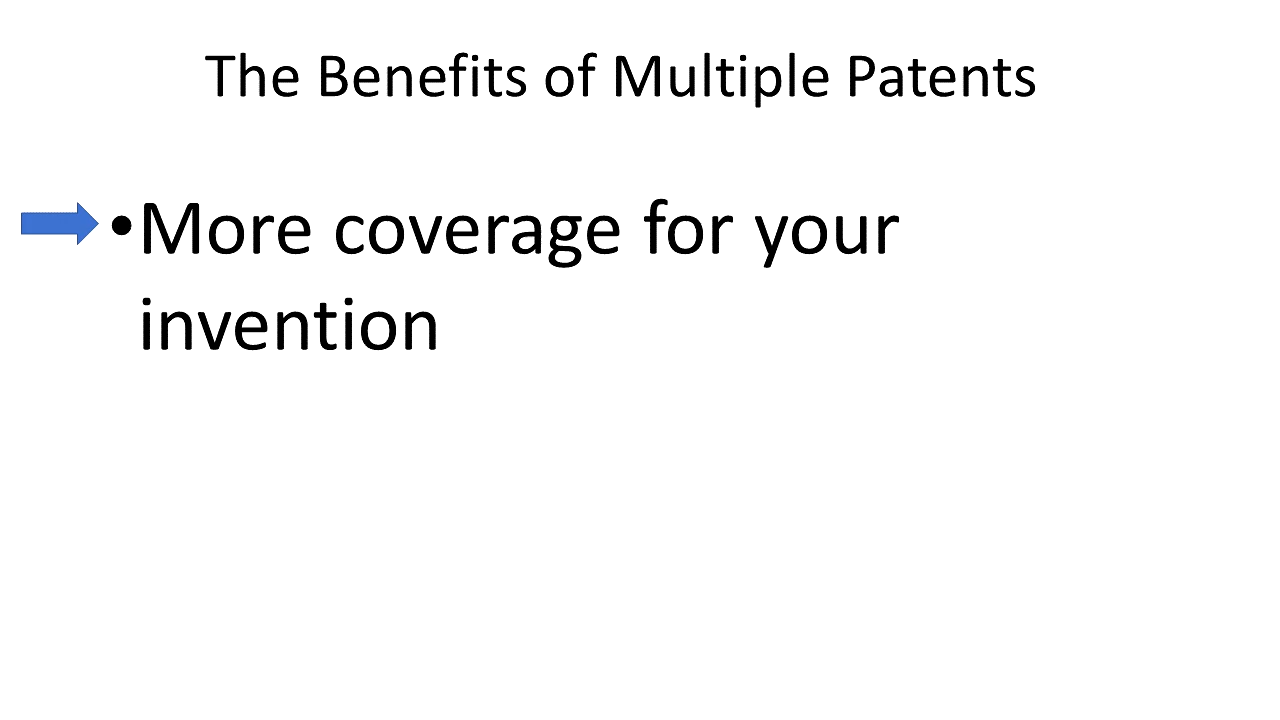 The Benefits of Multiple Patents
•More coverage for your
invention